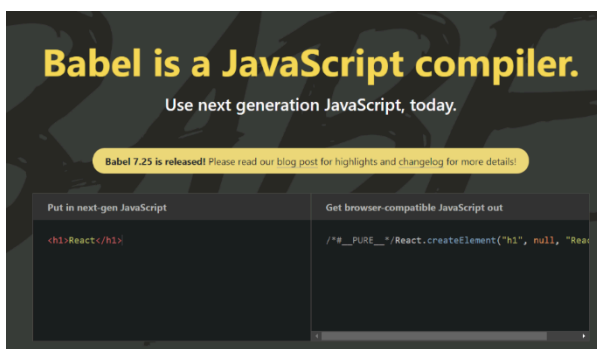 Babel is a JavaScript compiler.
Use next generation JavaScript, today.
Babel 7.25 is released! Please read our blog post for highlights and changelog for more details!
Put in next-gen JavaScript
Get browser-compatible JavaScript out
<h1>React</h1>
/*#__PURE__*/React.createElement("h1", null, "Reac